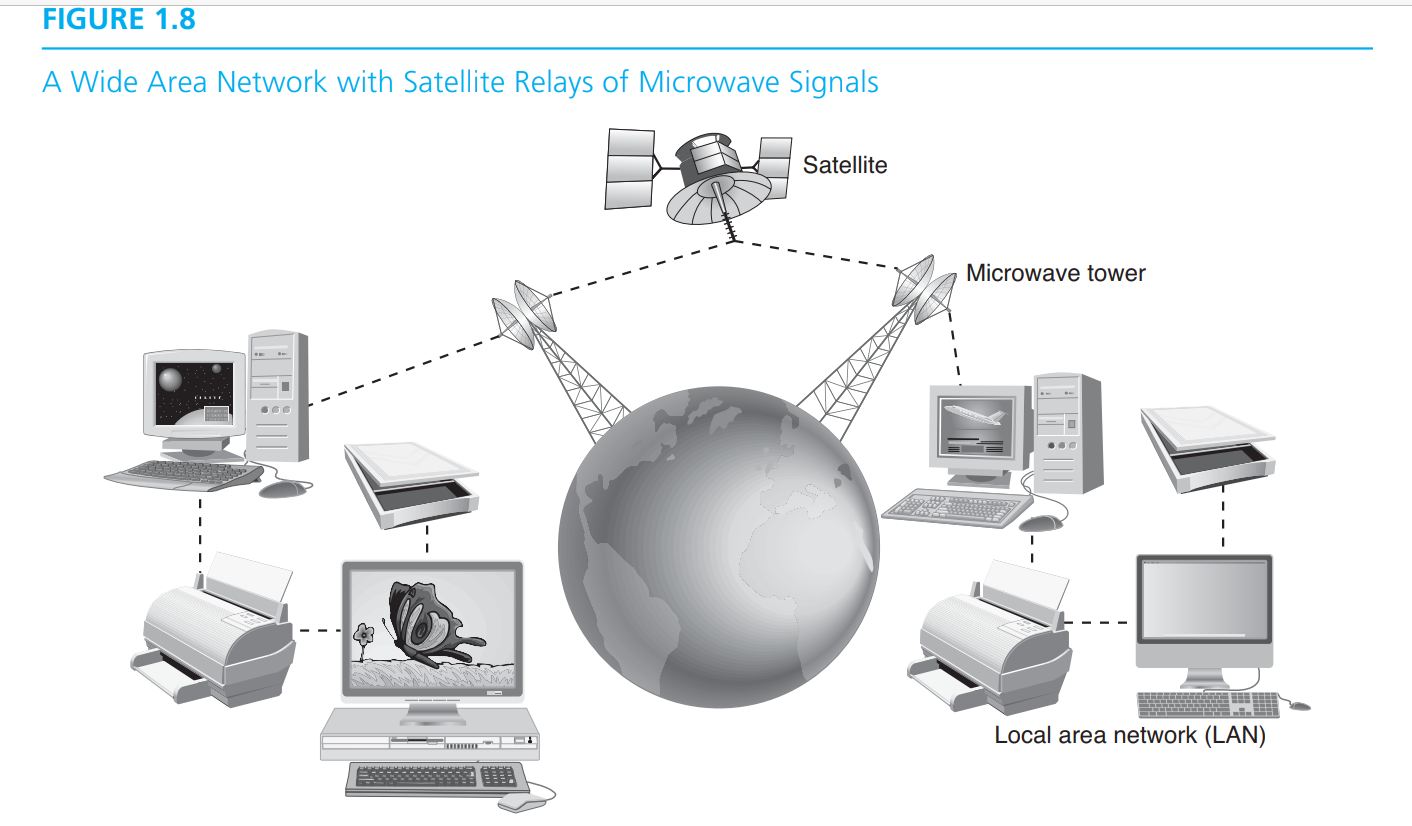 FIGURE 1.8
A Wide Area Network with Satellite Relays of Microwave Signals
Satellite
Microwave tower
Local area network (LAN)